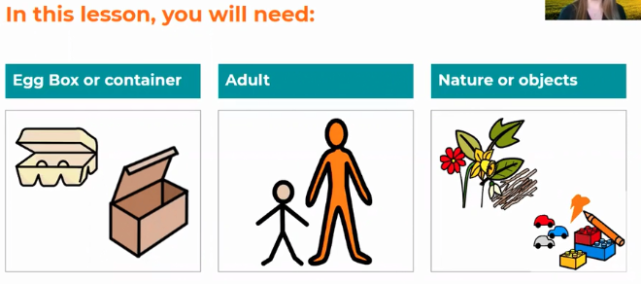 In this lesson, you will need:
Egg Box or container
Adult
Nature or objects